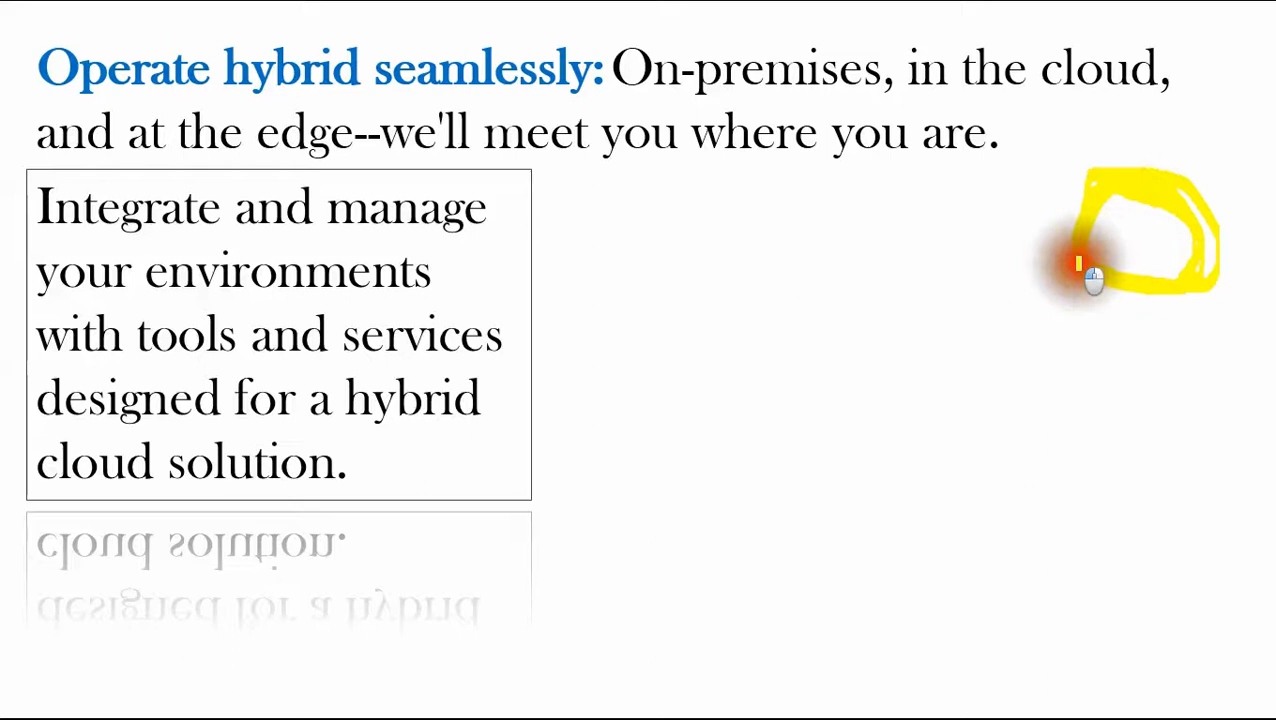 Operate hybrid seamlessly: On-premises, in the cloud,
and at the edge--we'll meet you where you are.
Integrate and manage
your environments
with tools and services
designed for a hybrid
cloud solution.